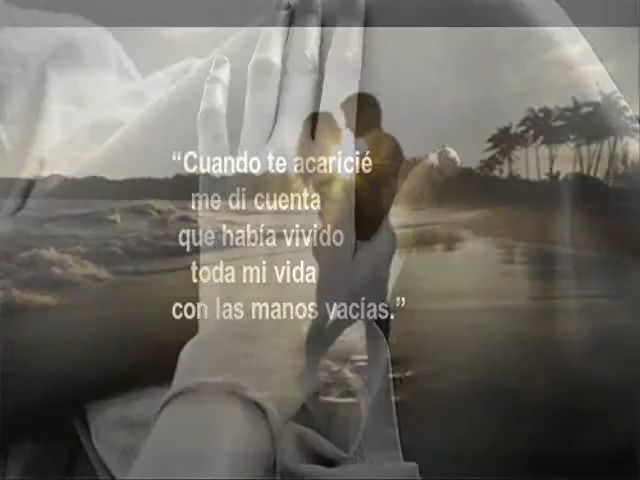 “Cuando te acaricié
me di cuenta
que había vivido
toda mi vida
con las manos vacías.”